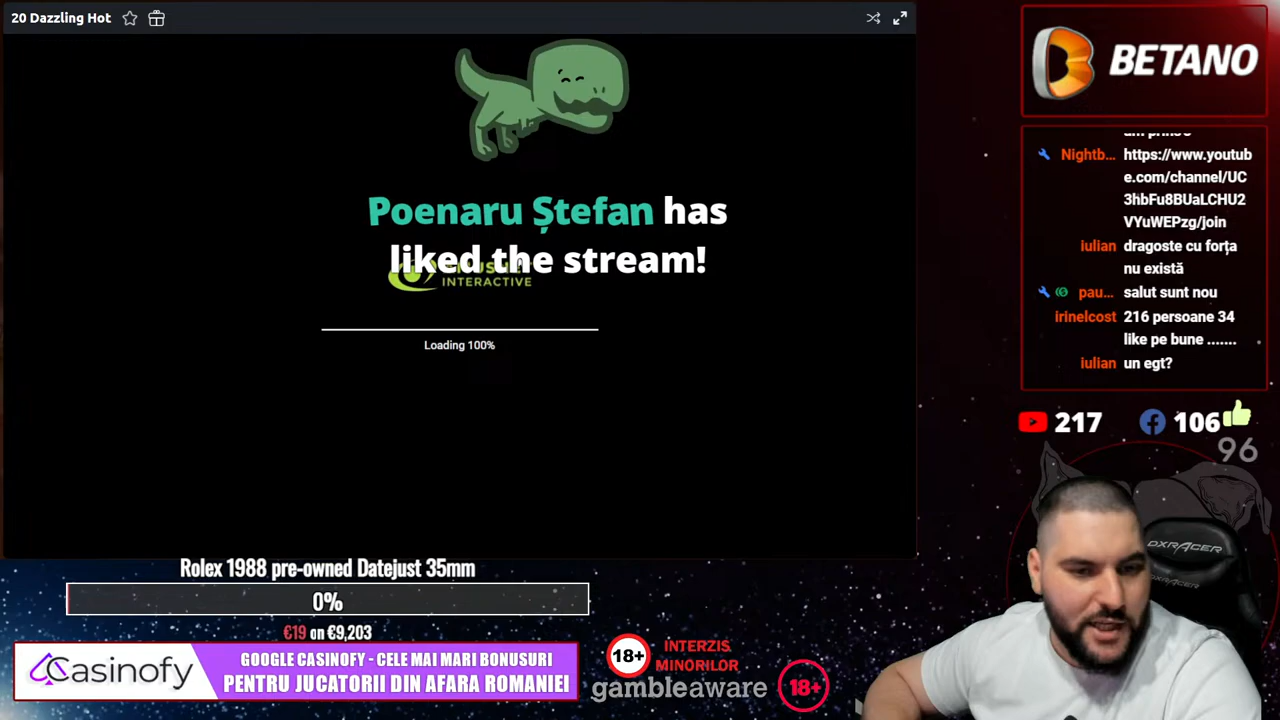 20 Dazzling Hot
Poenaru Ștefan has
liked the stream!
INTERACTIVE
Loading 100%
BETANO
Nightb... https://www.youtub
e.com/channel/UC
3hbFu8BUaLCHU2
VYuWEPzg/join
iulian dragoste cu forța
nu există
pau... salut sunt nou
irinelcost 216 persoane 34
like pe bune .......
iulian un egt?
217
106
96
DXRACER
Rolex 1988 pre-owned Datejust 35mm
0%
€19 on €9,203
Casinofy
GOOGLE CASINOFY - CELE MAI MARI BONUSURI
PENTRU JUCATORII DIN AFARA ROMANIEI
18+
INTERZIS
MINORILOR
gambleaware
18+